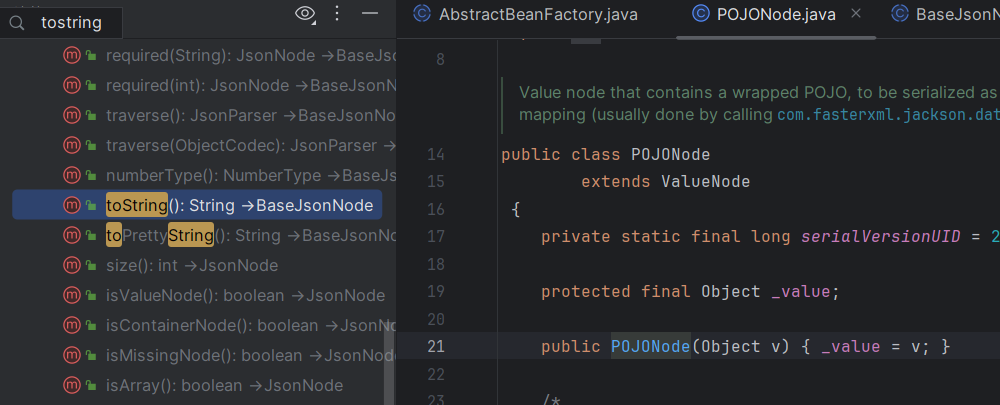 tostring
required(String): JsonNode →BaseJso
required(int): JsonNode →BaseJsonN
traverse(): JsonParser →BaseJsonNo
traverse(ObjectCodec): JsonParser →
numberType(): NumberType →BaseJso
toString(): String →BaseJsonNode
toPrettyString(): String →BaseJsonNo
size(): int →JsonNode
isValueNode(): boolean →JsonNode
isContainerNode(): boolean →JsonNo
isMissingNode(): boolean →JsonNode
isArray(): boolean →JsonNode
AbstractBeanFactory.java
POJONode.java
BaseJsonN
8
Value node that contains a wrapped POJO, to be serialized as
mapping (usually done by calling com.fasterxml.jackson.dat
14 public class POJONode
15 extends ValueNode
16 {
17 private static final long serialVersionUID = 2
18
19 protected final Object _value;
20
21 public POJONode(Object v) { _value = v; }
22
23 /*